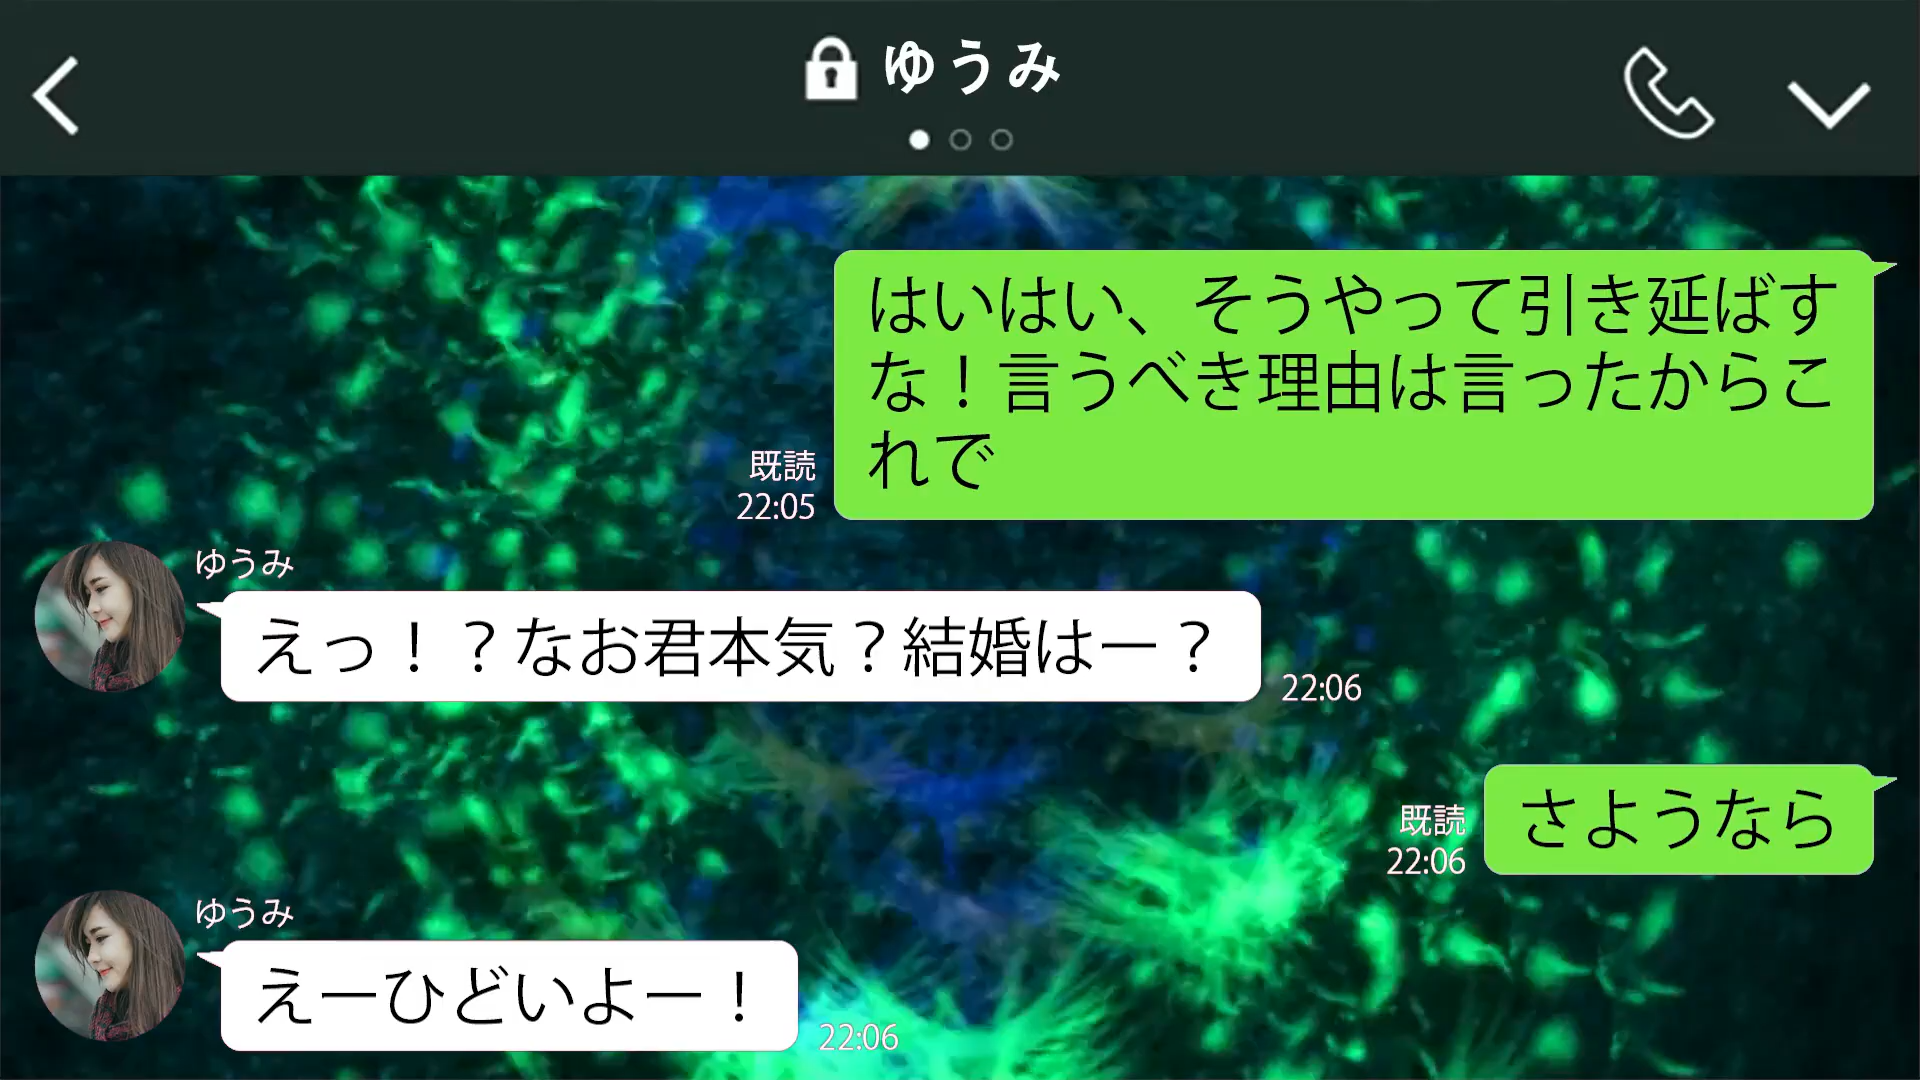 ゆうみ
はいはい、そうやって引き延ばす
な！言うべき理由は言ったからこ
れで
既読
22:05
ゆうみ
えっ！？なお君本気？結婚はー？
22:06
さようなら
既読
22:06
ゆうみ
えーひどいよー！
22:06